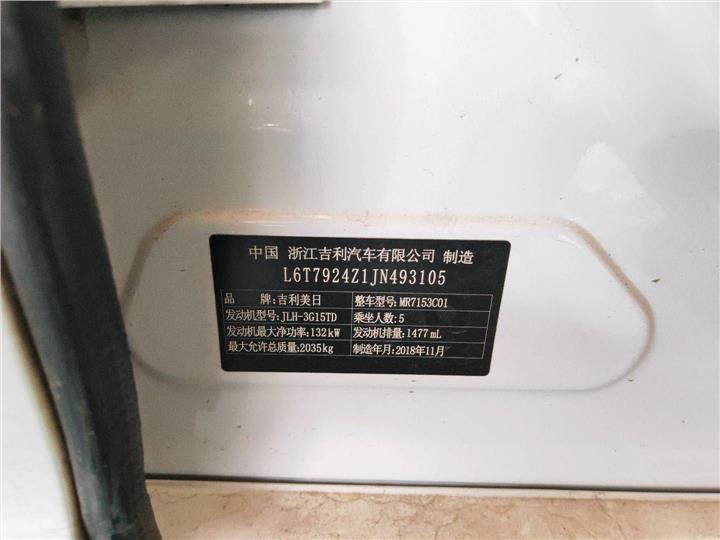 中国 浙江吉利汽车有限公司 制造
L6T7924Z1JN493105
品 牌:吉利美日 整车型号:MR7153C01
发动机型号:JLH-3G15TD 乘坐人数:5
发动机最大净功率:132kW 发动机排量:1477mL
最大允许总质量:2035kg 制造年月:2018年11月